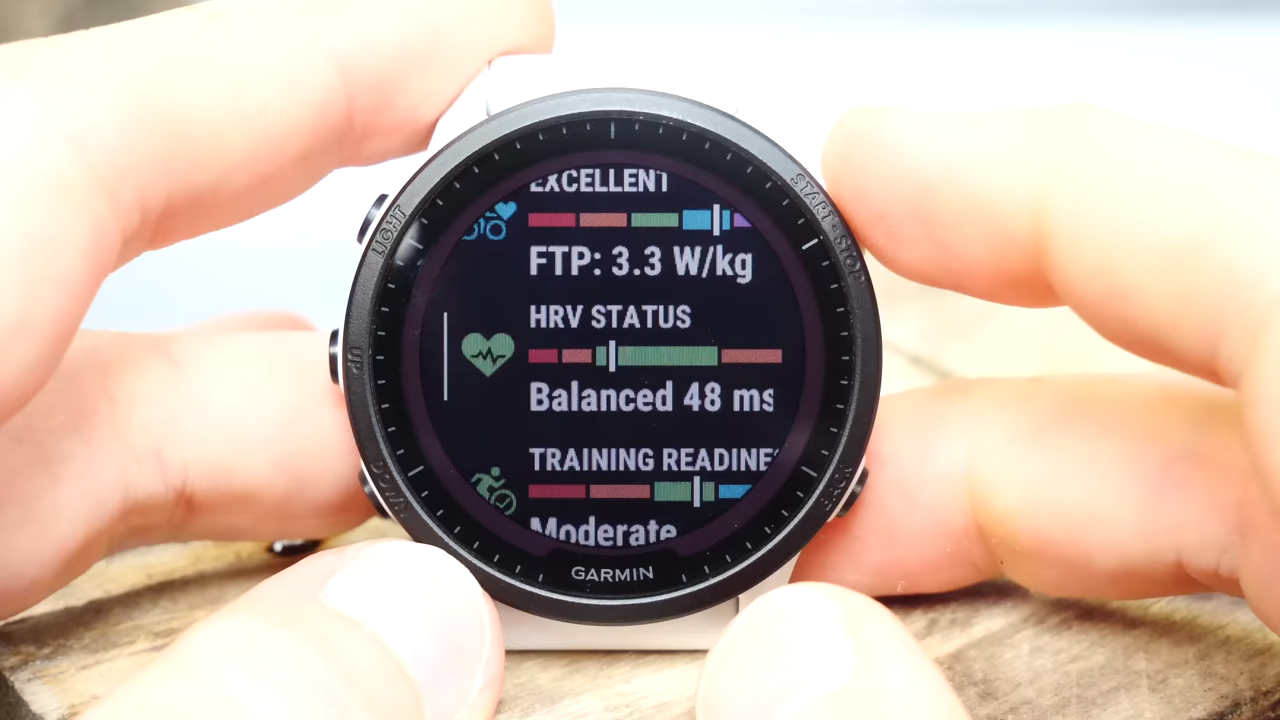 EXCELLENT
FTP: 3.3 W/kg
HRV STATUS
Balanced 48 ms
TRAINING READINES
Moderate
GARMIN
LIGHT
UP
DOWN
START-STOP
BACK